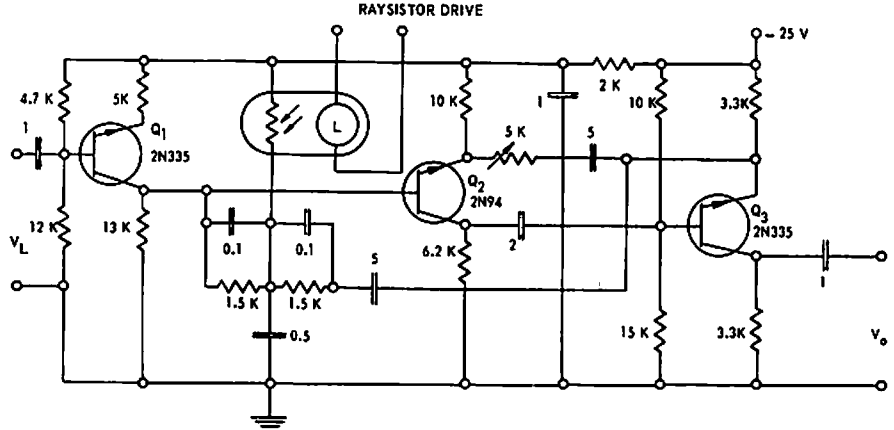 RAYSISTOR DRIVE
- 25 V
4.7 K
5K
10 K
1
2 K
10 K
3.3K
L
1
Q1
2N335
5 K
5
Q2
2N94
Q3
2N335
12 K
13 K
VL
0.1
0.1
2
6.2 K
5
1
1.5 K
1.5 K
0.5
15 K
3.3K
Vo